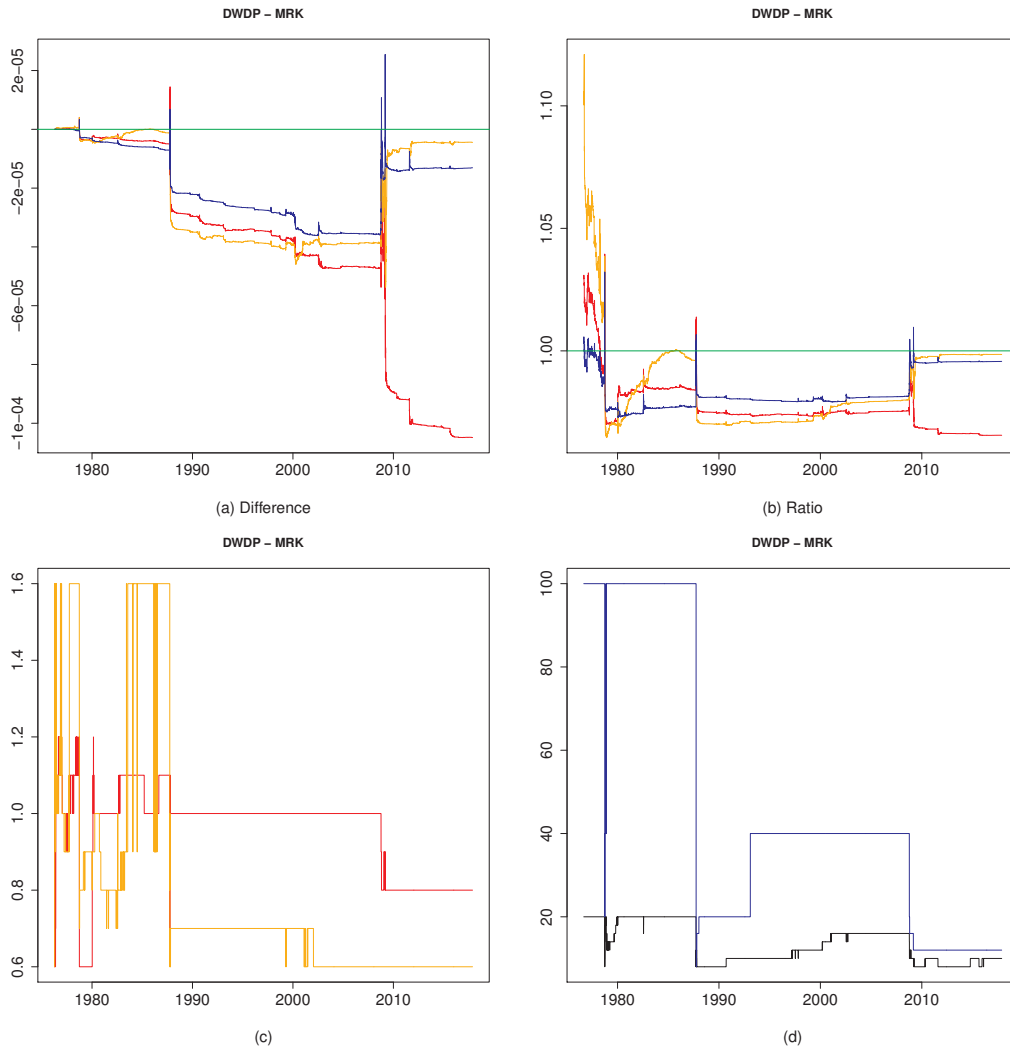 DWDP − MRK
2e-05
-2e-05
-6e-05
-1e-04
1980 1990 2000 2010
(a) Difference
DWDP − MRK
1.10
1.05
1.00
1980 1990 2000 2010
(b) Ratio
DWDP − MRK
1.6
1.4
1.2
1.0
0.8
0.6
1980 1990 2000 2010
(c)
DWDP − MRK
100
80
60
40
20
1980 1990 2000 2010
(d)